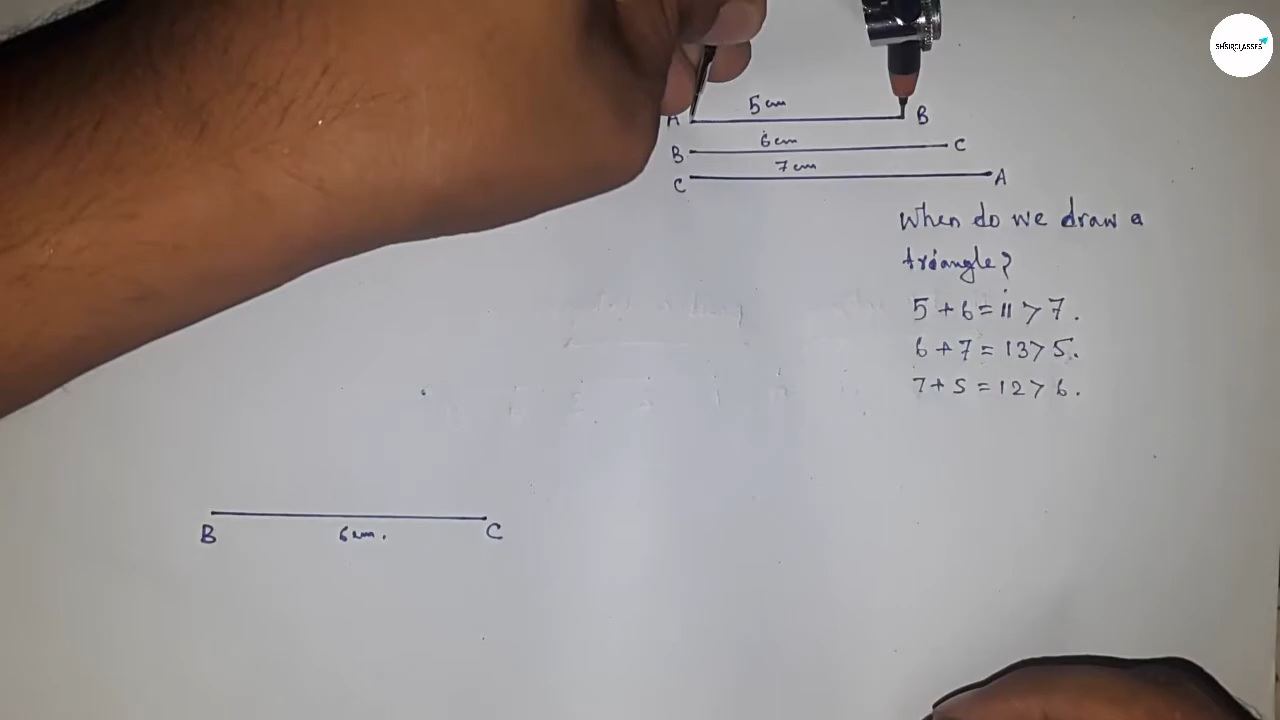 SHSIRCLASSES
5 cm
A B
6 cm
B C
7 cm
C A
When do we draw a
triangle?
5 + 6 = 11 > 7.
6 + 7 = 13 > 5.
7 + 5 = 12 > 6.
B 6 cm. C